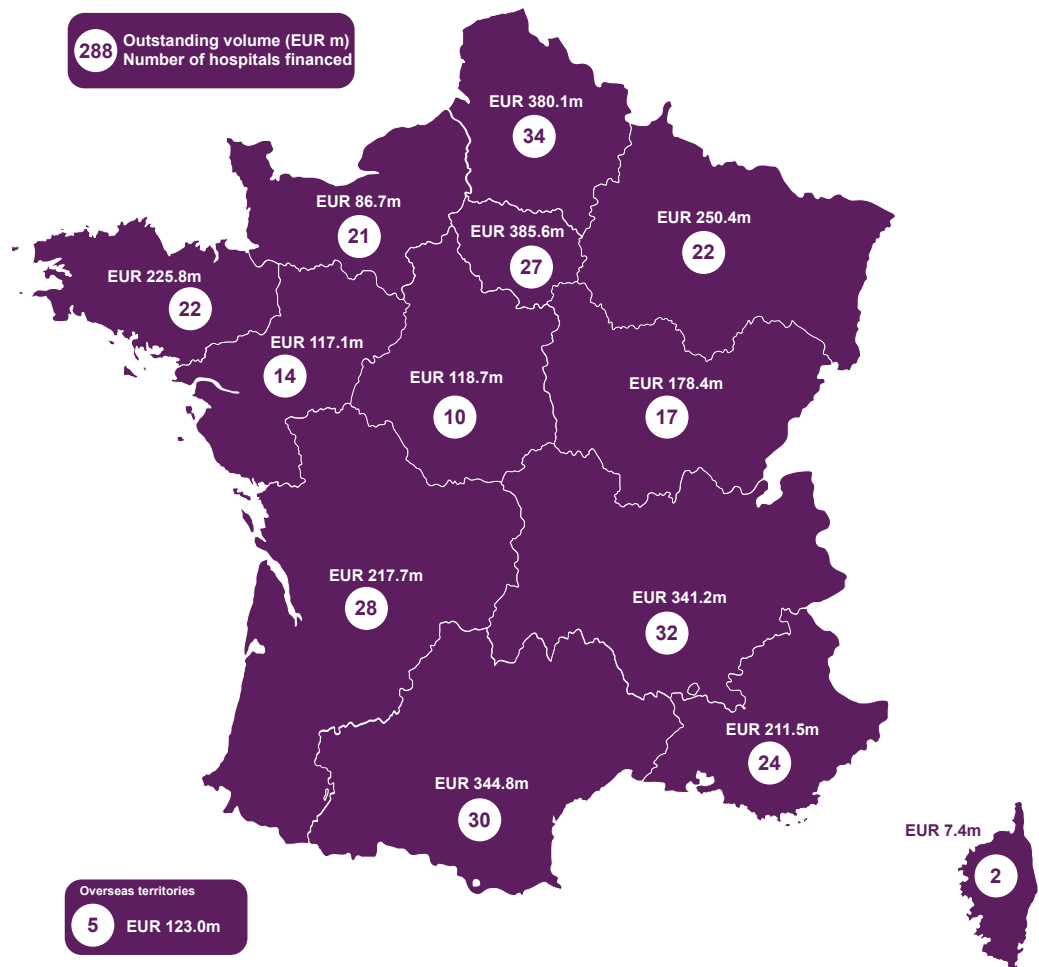 288
Outstanding volume (EUR m)
Number of hospitals financed
EUR 380.1m
34
EUR 86.7m
21
EUR 385.6m
27
EUR 250.4m
22
EUR 225.8m
22
EUR 117.1m
14
EUR 118.7m
10
EUR 178.4m
17
EUR 217.7m
28
EUR 341.2m
32
EUR 211.5m
24
EUR 344.8m
30
EUR 7.4m
2
Overseas territories
5
EUR 123.0m